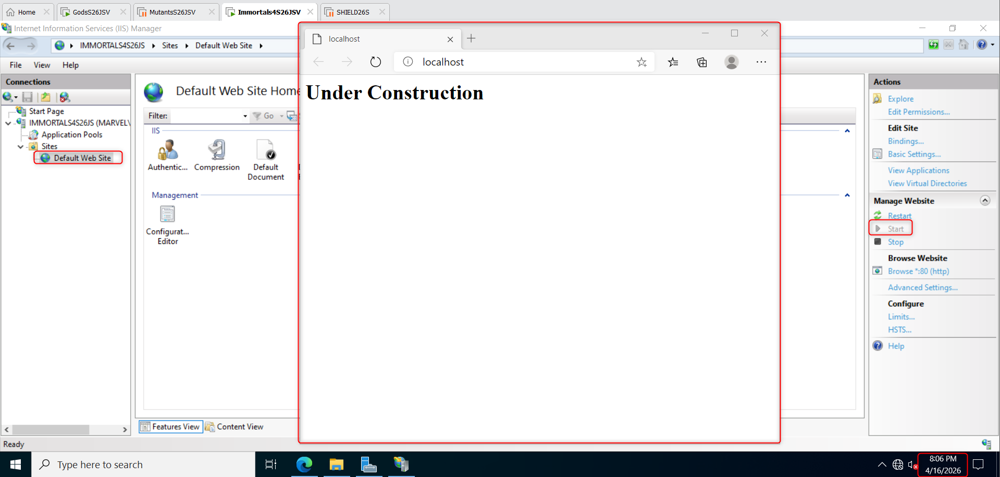 Home
GodsS26JSV
MutantsS26JSV
Immortals4S26JSV
SHIELD26S
Internet Information Services (IIS) Manager
IMMORTALS4S26JS
Sites
Default Web Site
File
View
Help
Connections
Start Page
IMMORTALS4S26JS (MARVEL\
Application Pools
Sites
Default Web Site
Default Web Site Home
Filter:
Go
IIS
Authentic...
Compression
Default
Document
Management
Configurat...
Editor
Features View
Content View
Ready
localhost
localhost
Under Construction
Actions
Explore
Edit Permissions...
Edit Site
Bindings...
Basic Settings...
View Applications
View Virtual Directories
Manage Website
Restart
Start
Stop
Browse Website
Browse *:80 (http)
Advanced Settings...
Configure
Limits...
HSTS...
Help
Type here to search
8:06 PM
4/16/2026